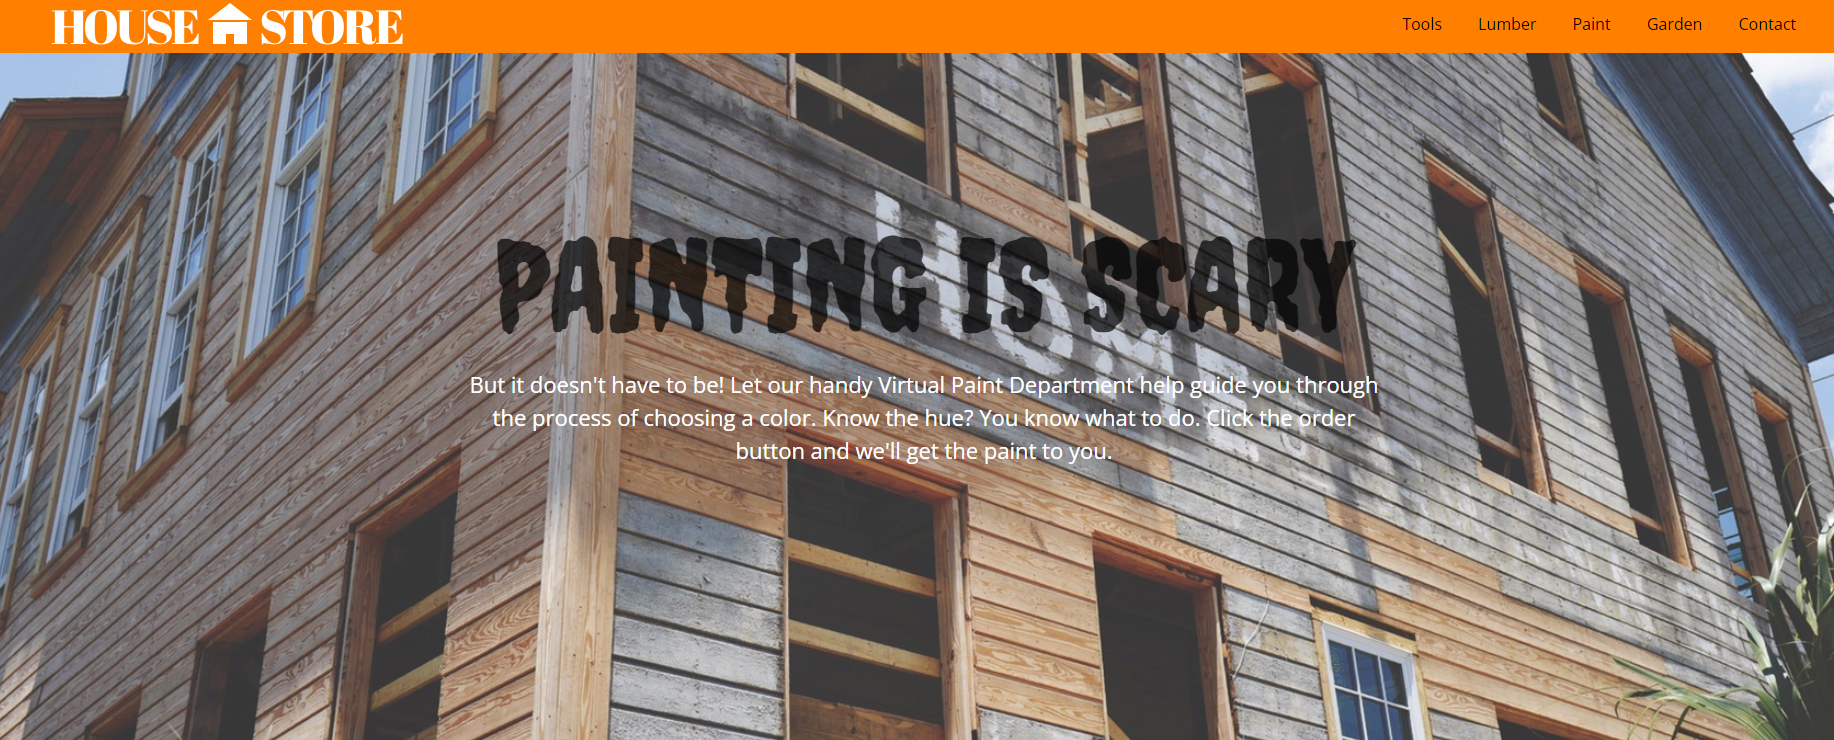 HOUSE STORE
Tools Lumber Paint Garden Contact
PAINTING IS SCARY
But it doesn't have to be! Let our handy Virtual Paint Department help guide you through
the process of choosing a color. Know the hue? You know what to do. Click the order
button and we'll get the paint to you.